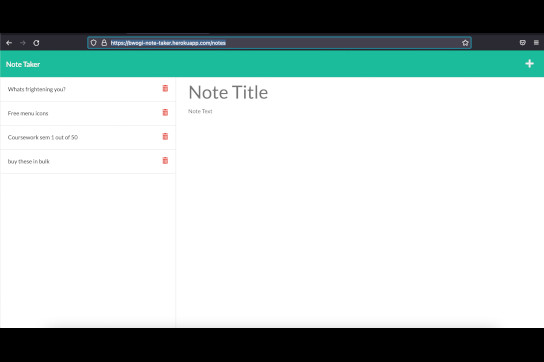 https://bwogi-note-taker.herokuapp.com/notes
Note Taker
Whats frightening you?
Free menu icons
Coursework sem 1 out of 50
buy these in bulk
Note Title
Note Text